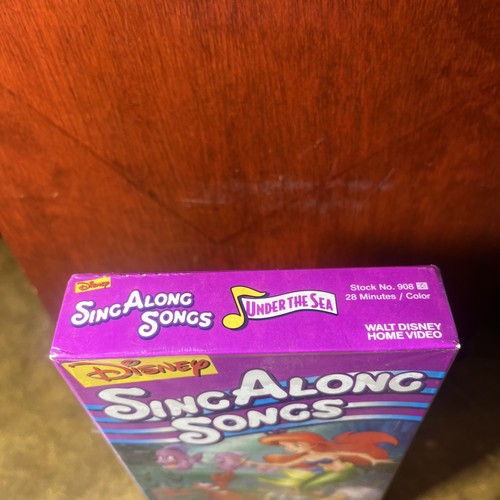 Disney
Sing Along
Songs
Under the Sea
Stock No. 908
28 Minutes / Color
WALT DISNEY
HOME VIDEO
Disney
Sing Along
Songs